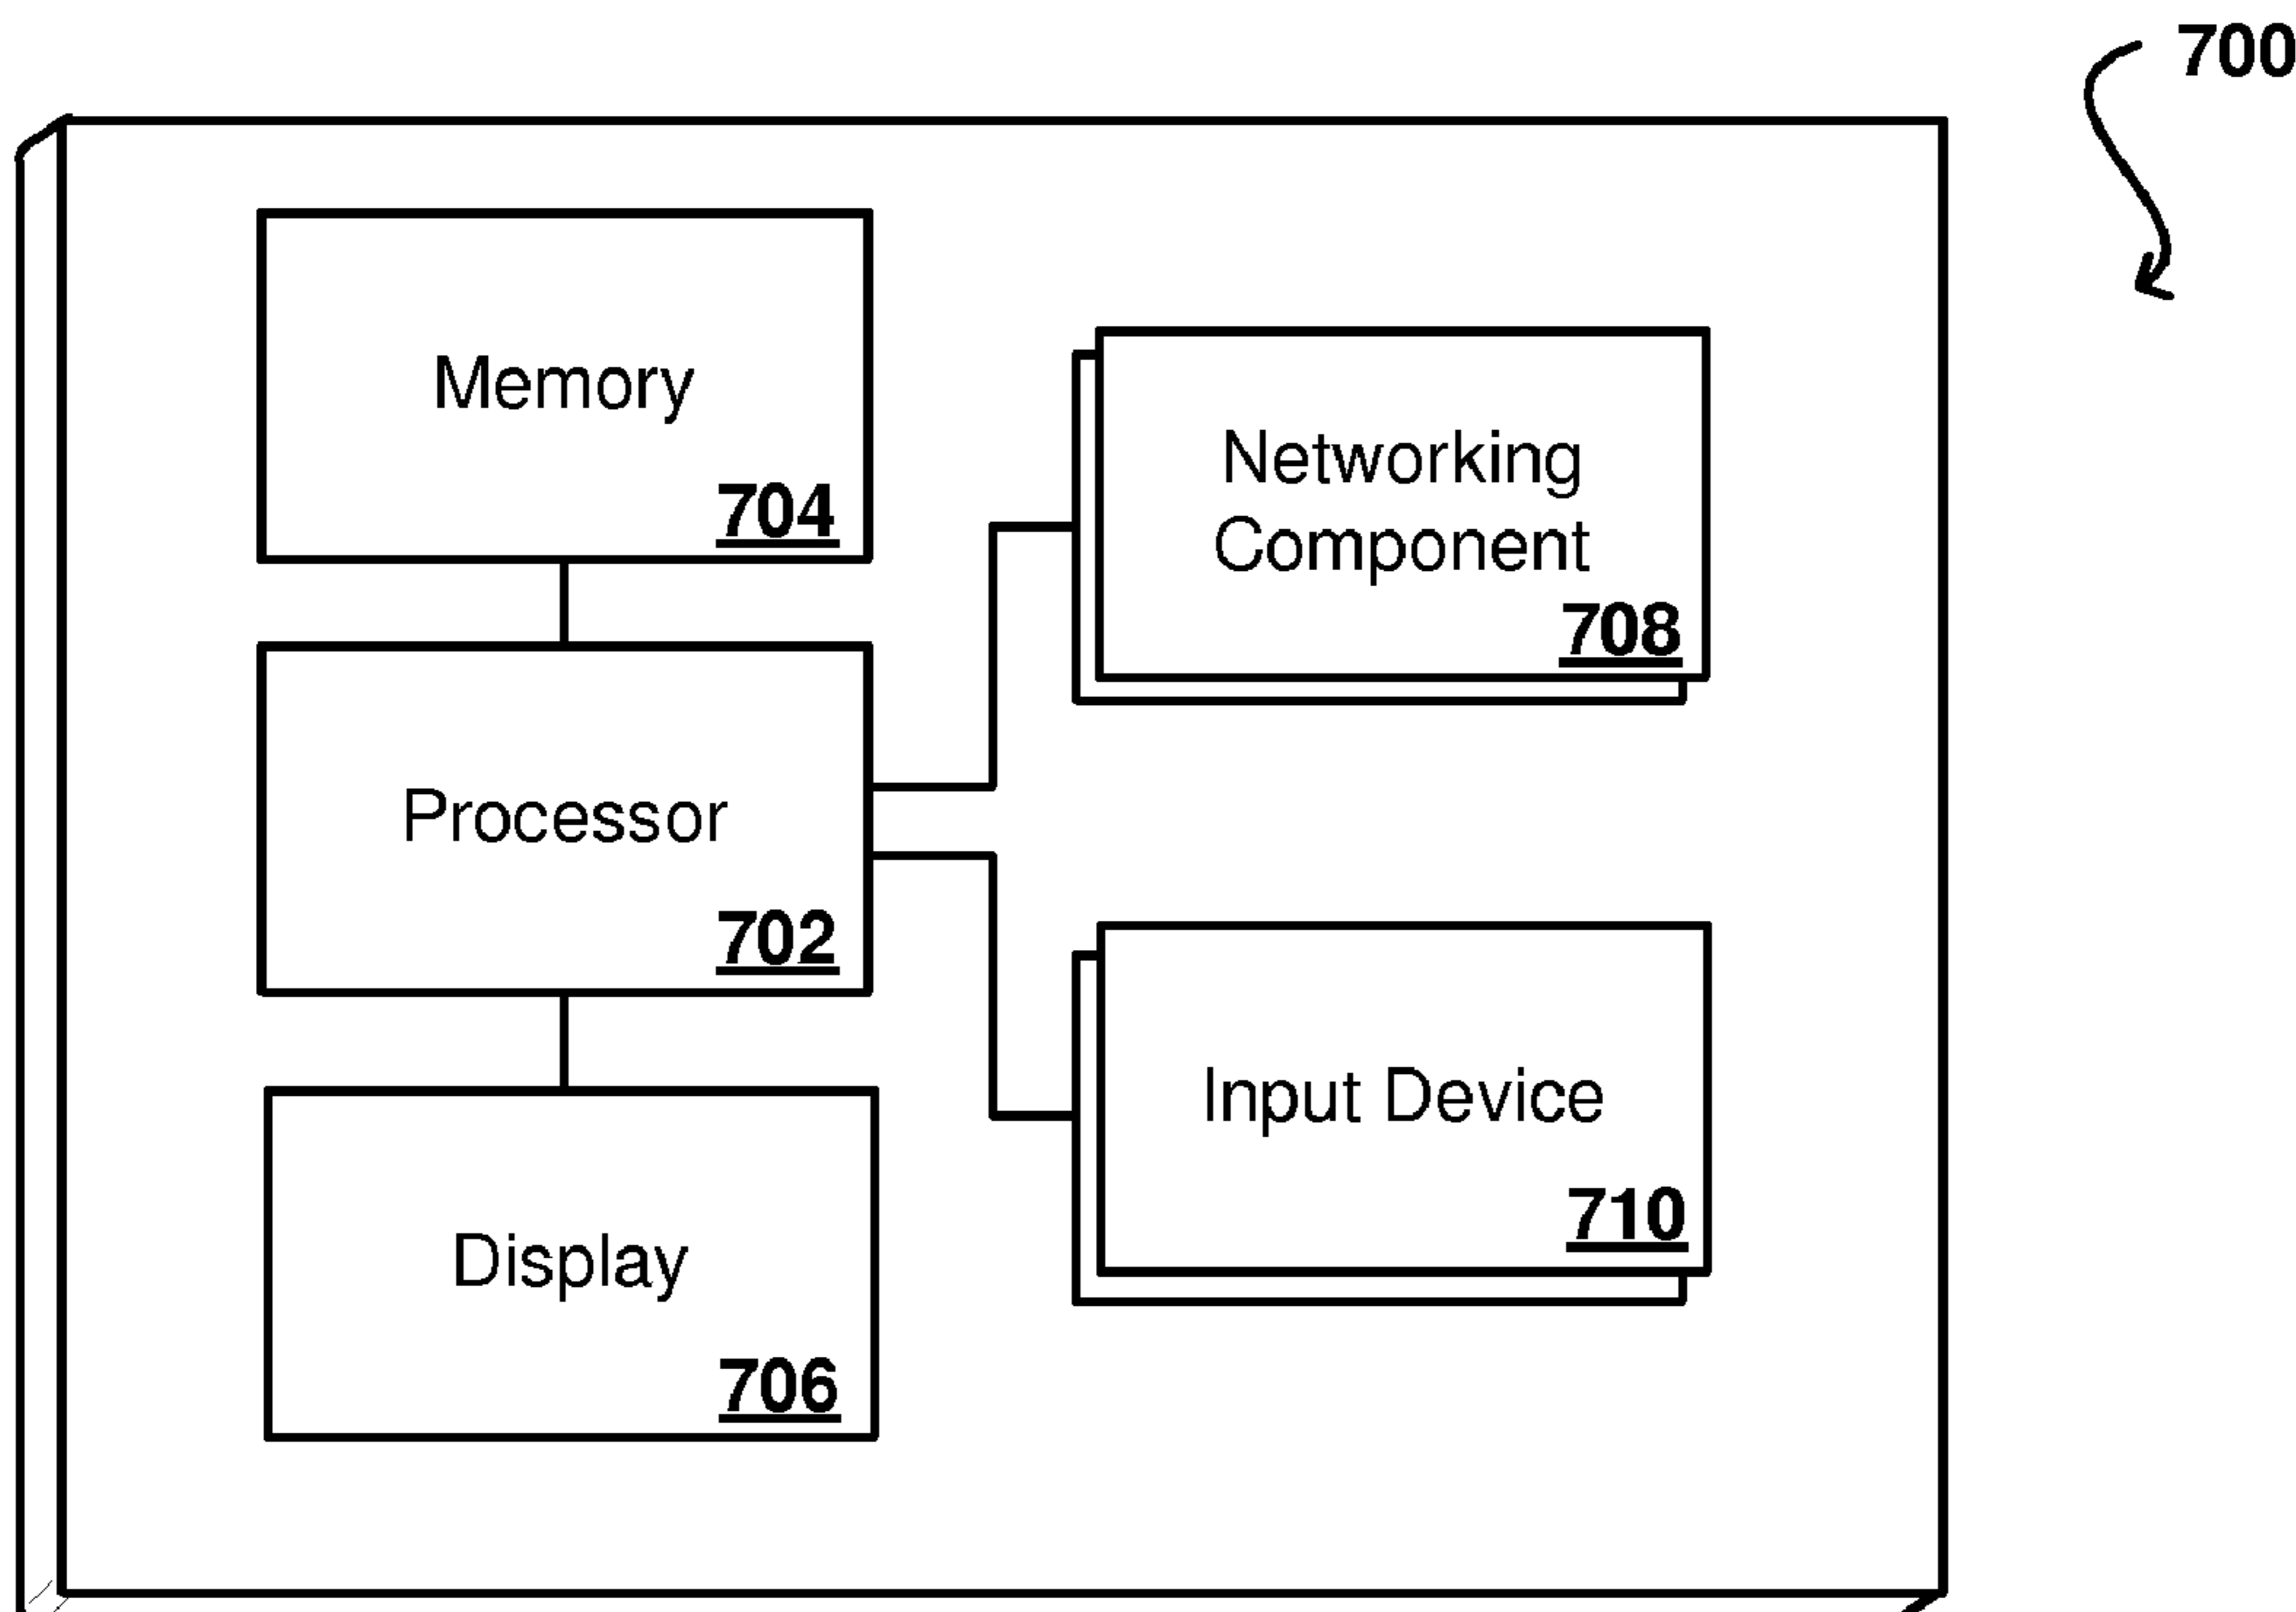 700
Memory
704
Networking
Component
708
Processor
702
Input Device
710
Display
706